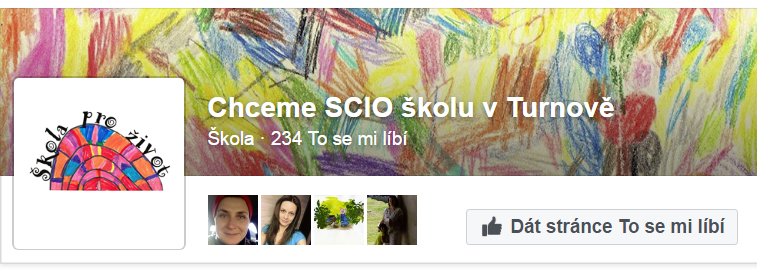 Chceme SCIO školu v Turnově
Škola · 234 To se mi líbí
škola pro život
Dát stránce To se mi líbí